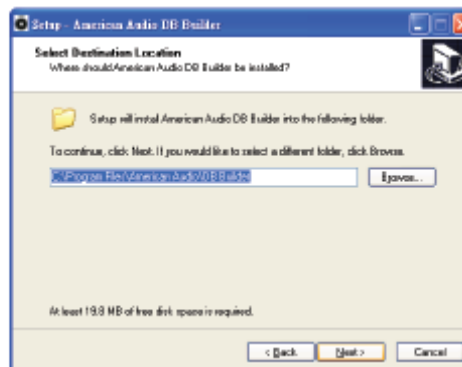 Setup - American Audio DB Builder
Select Destination Location
Where should American Audio DB Builder be installed?
Setup will install American Audio DB Builder into the following folder.
To continue, click Next. If you would like to select a different folder, click Browse.
C:\Program Files\American Audio\DB Builder
Browse...
At least 19.8 MB of free disk space is required.
< Back
Next >
Cancel